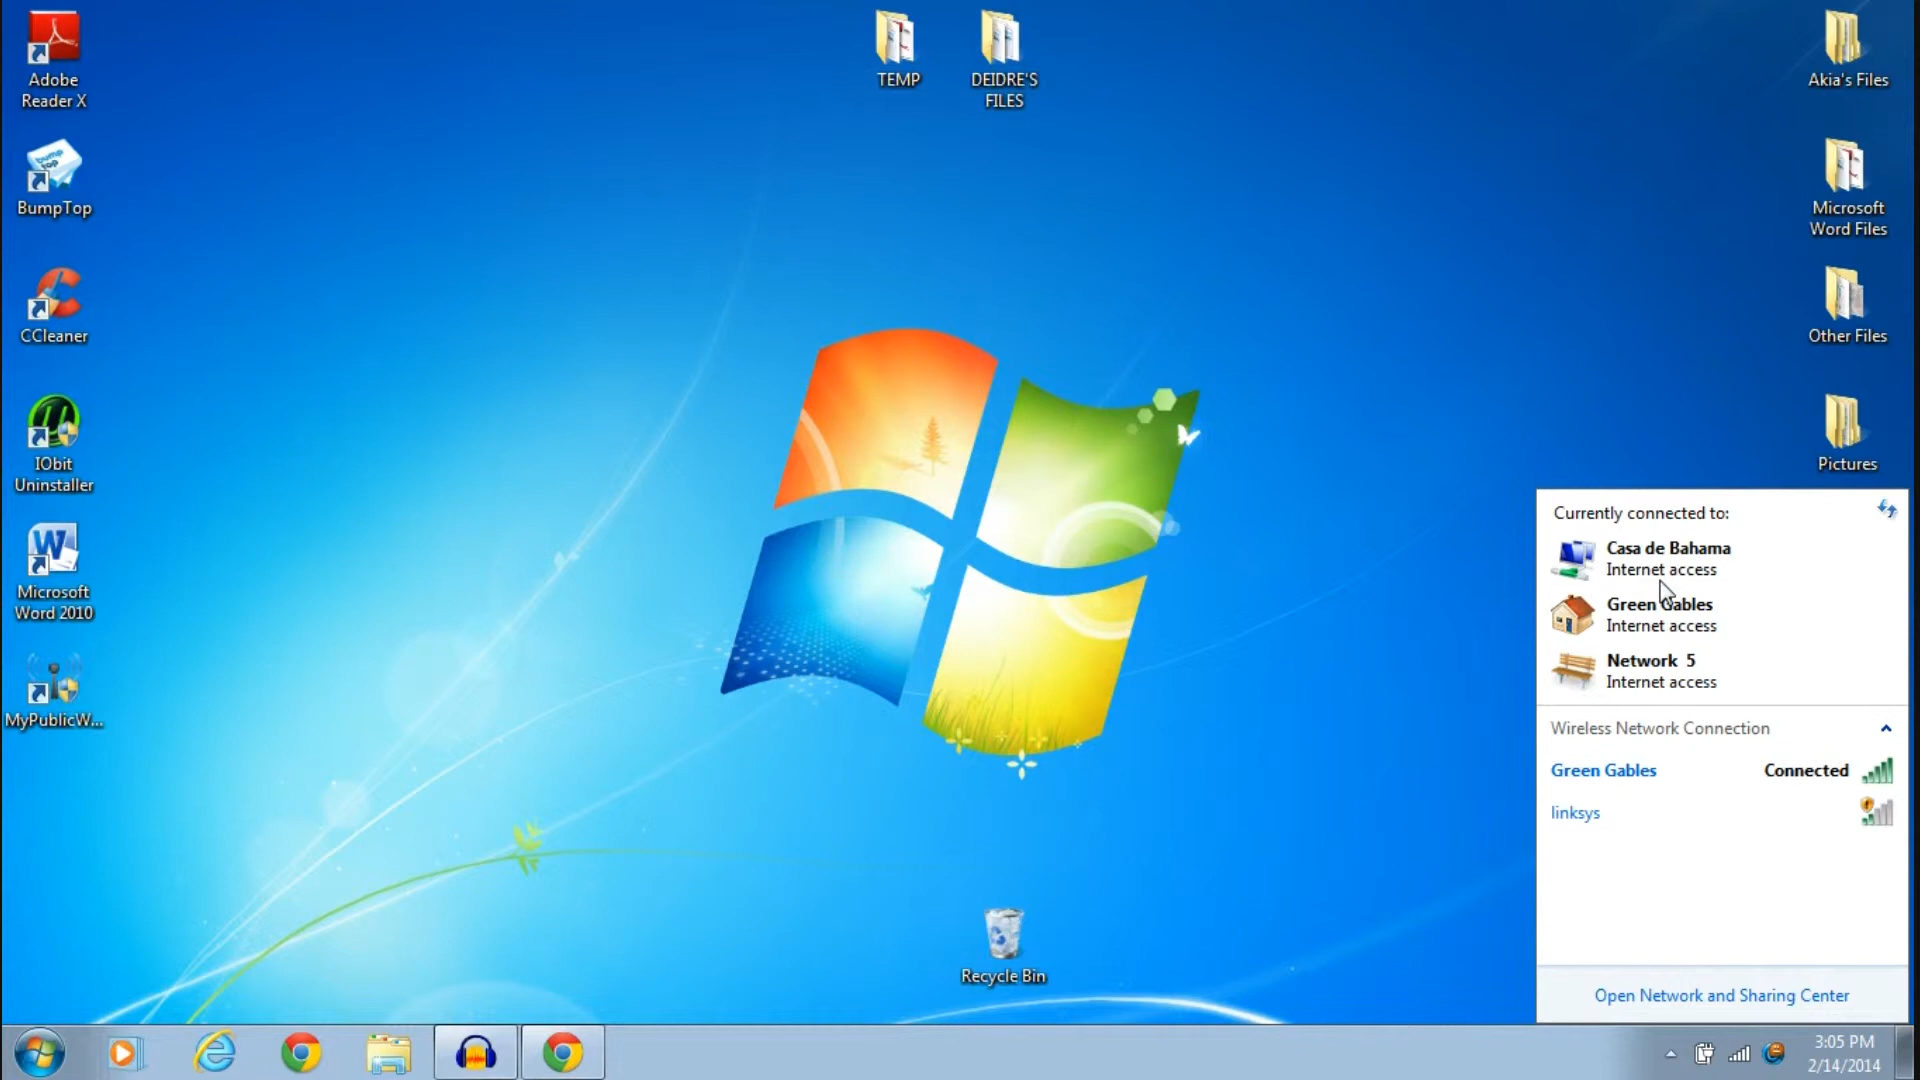 Adobe
Reader X
BumpTop
CCleaner
IObit
Uninstaller
Microsoft
Word 2010
MyPublicW...
TEMP
DEIDRE'S
FILES
Akia's Files
Microsoft
Word Files
Other Files
Pictures
Currently connected to:
Casa de Bahama
Internet access
Green Gables
Internet access
Network 5
Internet access
Wireless Network Connection
Green Gables Connected
linksys
Open Network and Sharing Center
Recycle Bin
3:05 PM
2/14/2014
bump
top